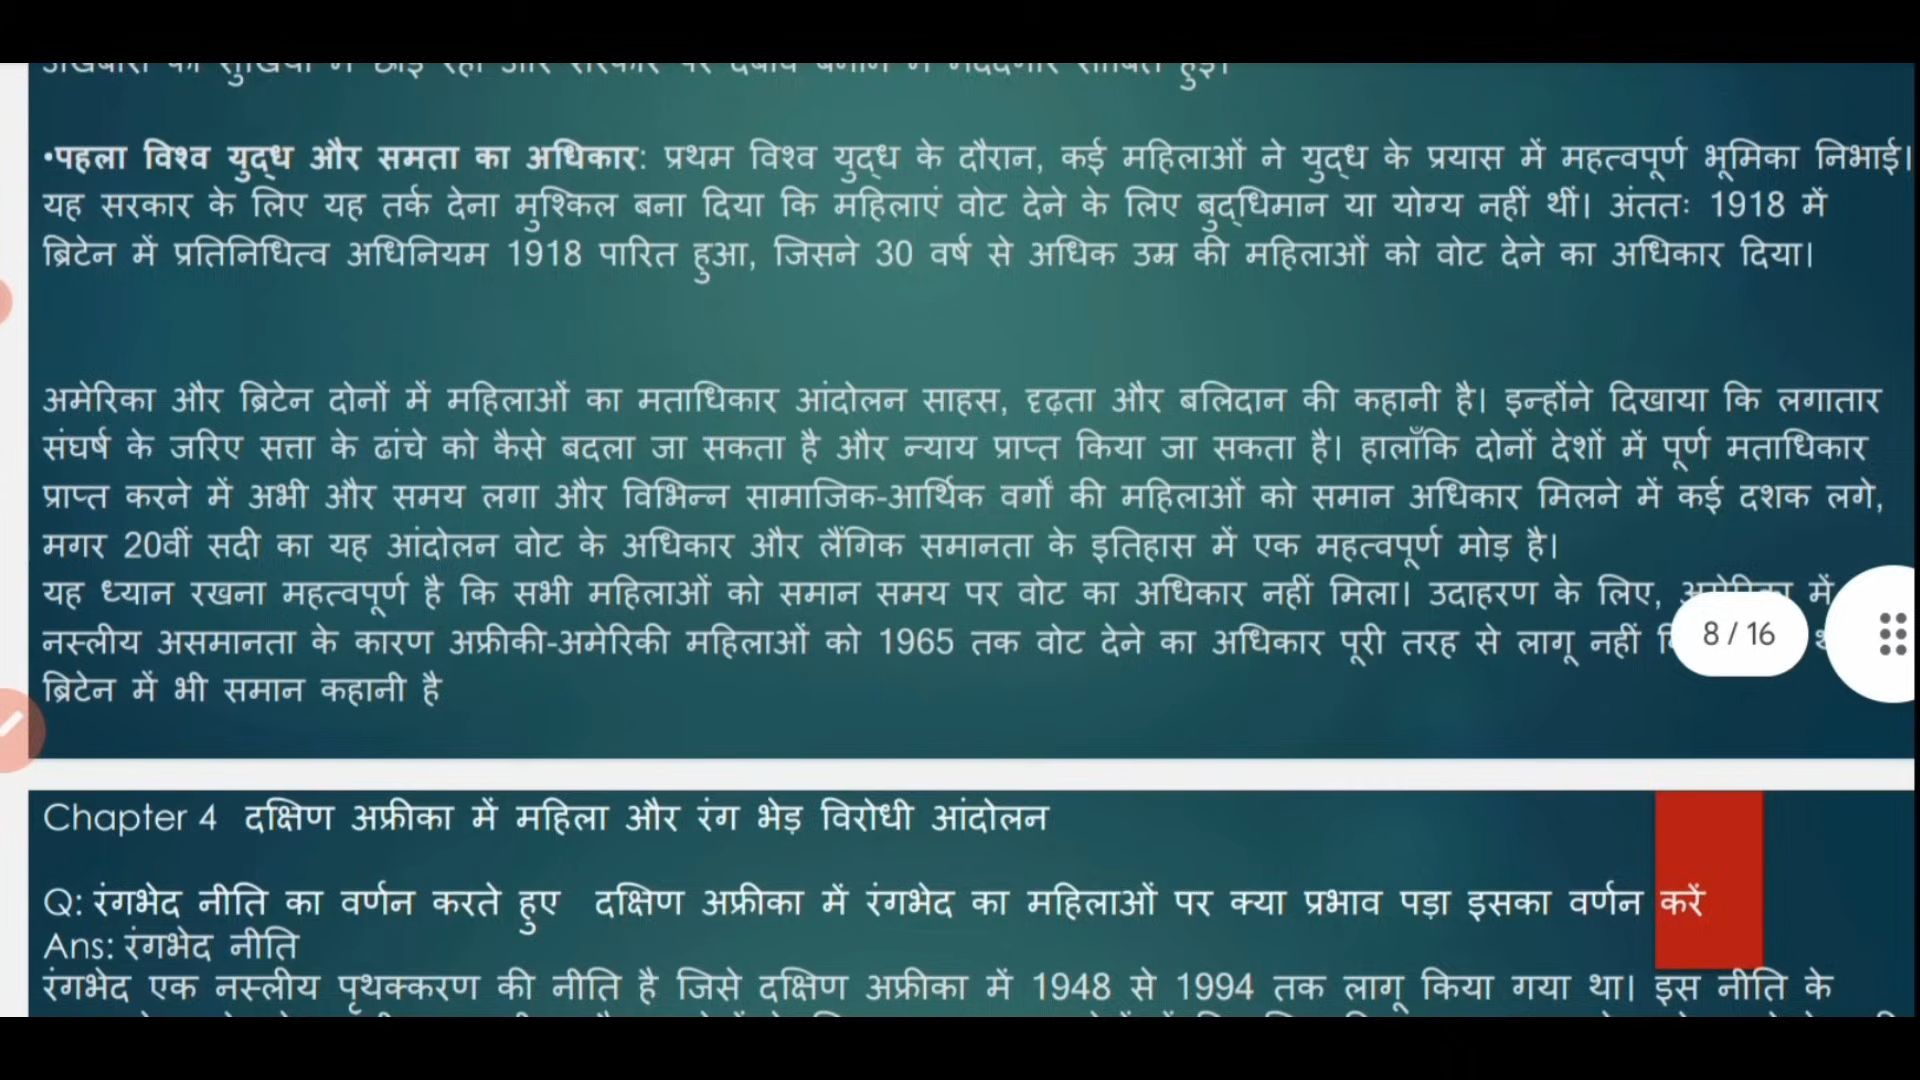 •पहला विश्व युद्ध और समता का अधिकार: प्रथम विश्व युद्ध के दौरान, कई महिलाओं ने युद्ध के प्रयास में महत्वपूर्ण भूमिका निभाई।
यह सरकार के लिए यह तर्क देना मुश्किल बना दिया कि महिलाएं वोट देने के लिए बुद्धिमान या योग्य नहीं थीं। अंततः 1918 में
ब्रिटेन में प्रतिनिधित्व अधिनियम 1918 पारित हुआ, जिसने 30 वर्ष से अधिक उम्र की महिलाओं को वोट देने का अधिकार दिया।
अमेरिका और ब्रिटेन दोनों में महिलाओं का मताधिकार आंदोलन साहस, दृढ़ता और बलिदान की कहानी है। इन्होंने दिखाया कि लगातार
संघर्ष के जरिए सत्ता के ढांचे को कैसे बदला जा सकता है और न्याय प्राप्त किया जा सकता है। हालाँकि दोनों देशों में पूर्ण मताधिकार
प्राप्त करने में अभी और समय लगा और विभिन्न सामाजिक-आर्थिक वर्गों की महिलाओं को समान अधिकार मिलने में कई दशक लगे,
मगर 20वीं सदी का यह आंदोलन वोट के अधिकार और लैंगिक समानता के इतिहास में एक महत्वपूर्ण मोड़ है।
यह ध्यान रखना महत्वपूर्ण है कि सभी महिलाओं को समान समय पर वोट का अधिकार नहीं मिला। उदाहरण के लिए, अमेरिका में
नस्लीय असमानता के कारण अफ्रीकी-अमेरिकी महिलाओं को 1965 तक वोट देने का अधिकार पूरी तरह से लागू नहीं
8 / 16
ब्रिटेन में भी समान कहानी है
Chapter 4 दक्षिण अफ्रीका में महिला और रंग भेड़ विरोधी आंदोलन
Q: रंगभेद नीति का वर्णन करते हुए दक्षिण अफ्रीका में रंगभेद का महिलाओं पर क्या प्रभाव पड़ा इसका वर्णन करें
Ans: रंगभेद नीति
रंगभेद एक नस्लीय पृथक्करण की नीति है जिसे दक्षिण अफ्रीका में 1948 से 1994 तक लागू किया गया था। इस नीति के